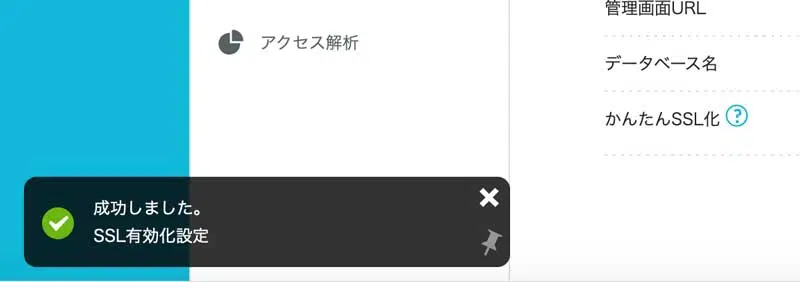 管理画面URL
アクセス解析
データベース名
かんたんSSL化 ?
成功しました。
SSL有効化設定